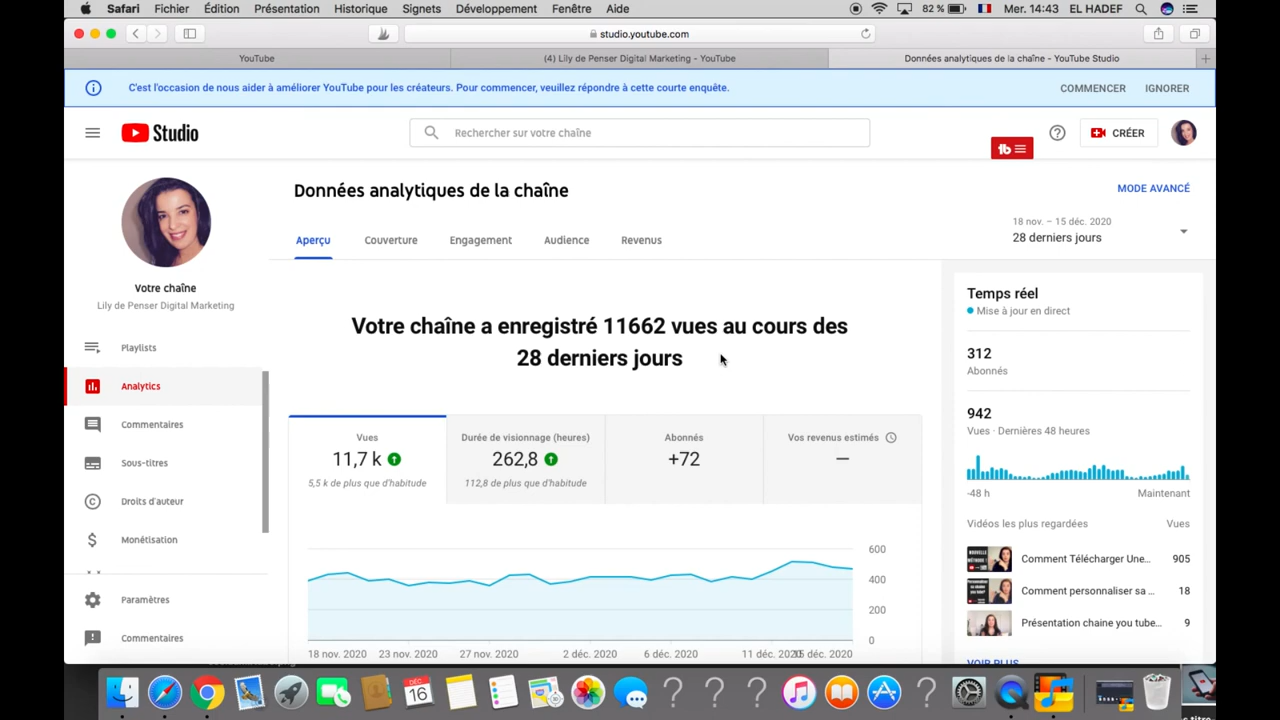 Safari Fichier Édition Présentation Historique Signets Développement Fenêtre Aide 82 % Mer. 14:43 EL HADEF
studio.youtube.com
YouTube (4) Lily de Penser Digital Marketing - YouTube Données analytiques de la chaîne - YouTube Studio
C'est l'occasion de nous aider à améliorer YouTube pour les créateurs. Pour commencer, veuillez répondre à cette courte enquête. COMMENCER IGNORER
Studio Rechercher sur votre chaîne CRÉER
Données analytiques de la chaîne MODE AVANCÉ
18 nov. – 15 déc. 2020
28 derniers jours
Aperçu Couverture Engagement Audience Revenus
Votre chaîne
Lily de Penser Digital Marketing
Playlists
Analytics
Commentaires
Sous-titres
Droits d'auteur
Monétisation
Paramètres
Commentaires
Votre chaîne a enregistré 11662 vues au cours des
28 derniers jours
Vues
11,7 k
5,5 k de plus que d'habitude
Durée de visionnage (heures)
262,8
112,8 de plus que d'habitude
Abonnés
+72
Vos revenus estimés
—
600
400
200
0
18 nov. 2020 23 nov. 2020 27 nov. 2020 2 déc. 2020 6 déc. 2020 11 déc. 2020 15 déc. 2020
Temps réel
Mise à jour en direct
312
Abonnés
942
Vues · Dernières 48 heures
-48 h Maintenant
Vidéos les plus regardées Vues
Comment Télécharger Une... 905
Comment personnaliser sa ... 18
Présentation chaine you tube... 9
VOIR PLUS
DÉC
16